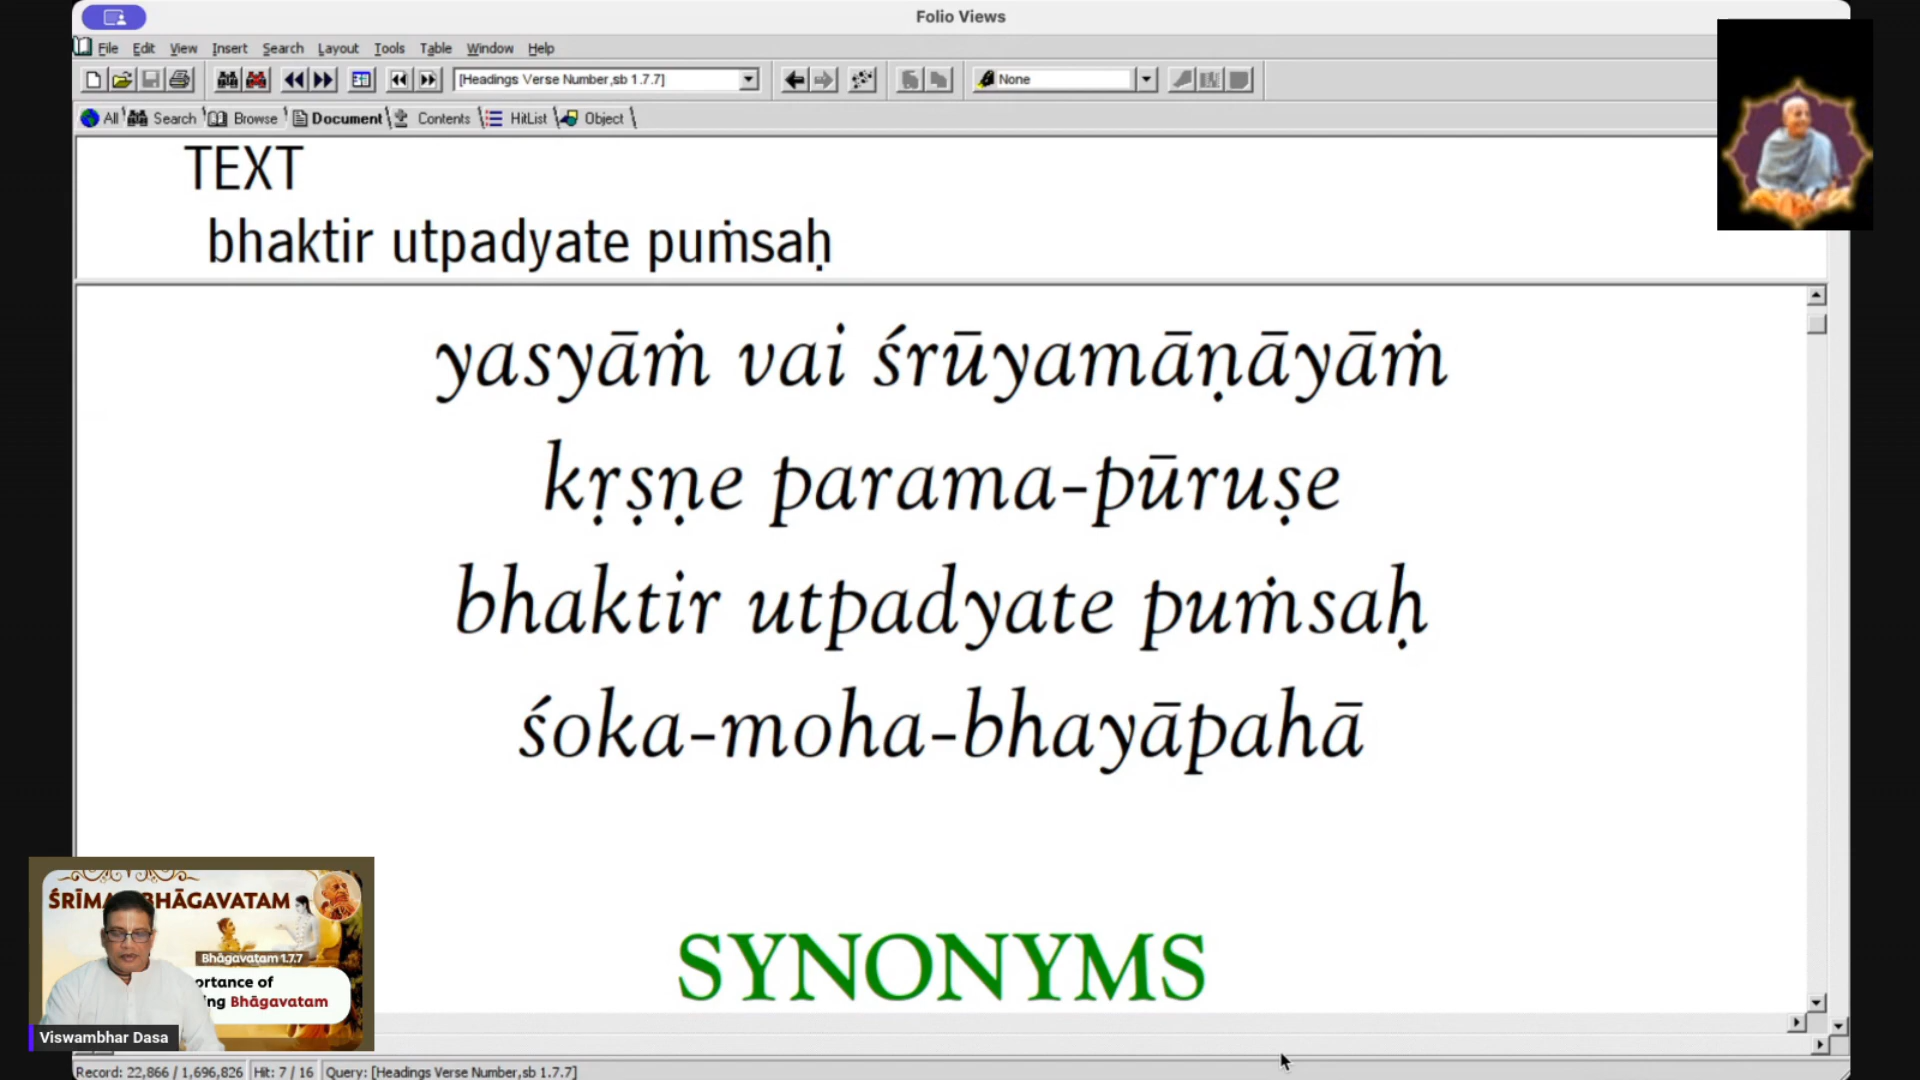 Folio Views
File Edit View Insert Search Layout Tools Table Window Help
[Headings Verse Number,sb 1.7.7]
None
All Search Browse Document Contents HitList Object
TEXT
bhaktir utpadyate puṁsaḥ
yasyāṁ vai śrūyamāṇāyāṁ
kṛṣṇe parama-pūruṣe
bhaktir utpadyate puṁsaḥ
śoka-moha-bhayāpahā
SYNONYMS
ŚRĪMA BHĀGAVATAM
Bhāgavatam 1.7.7
ortance of
ng Bhāgavatam
Viswambhar Dasa
Record: 22,866 / 1,696,826 Hit: 7 / 16 Query: [Headings Verse Number,sb 1.7.7]